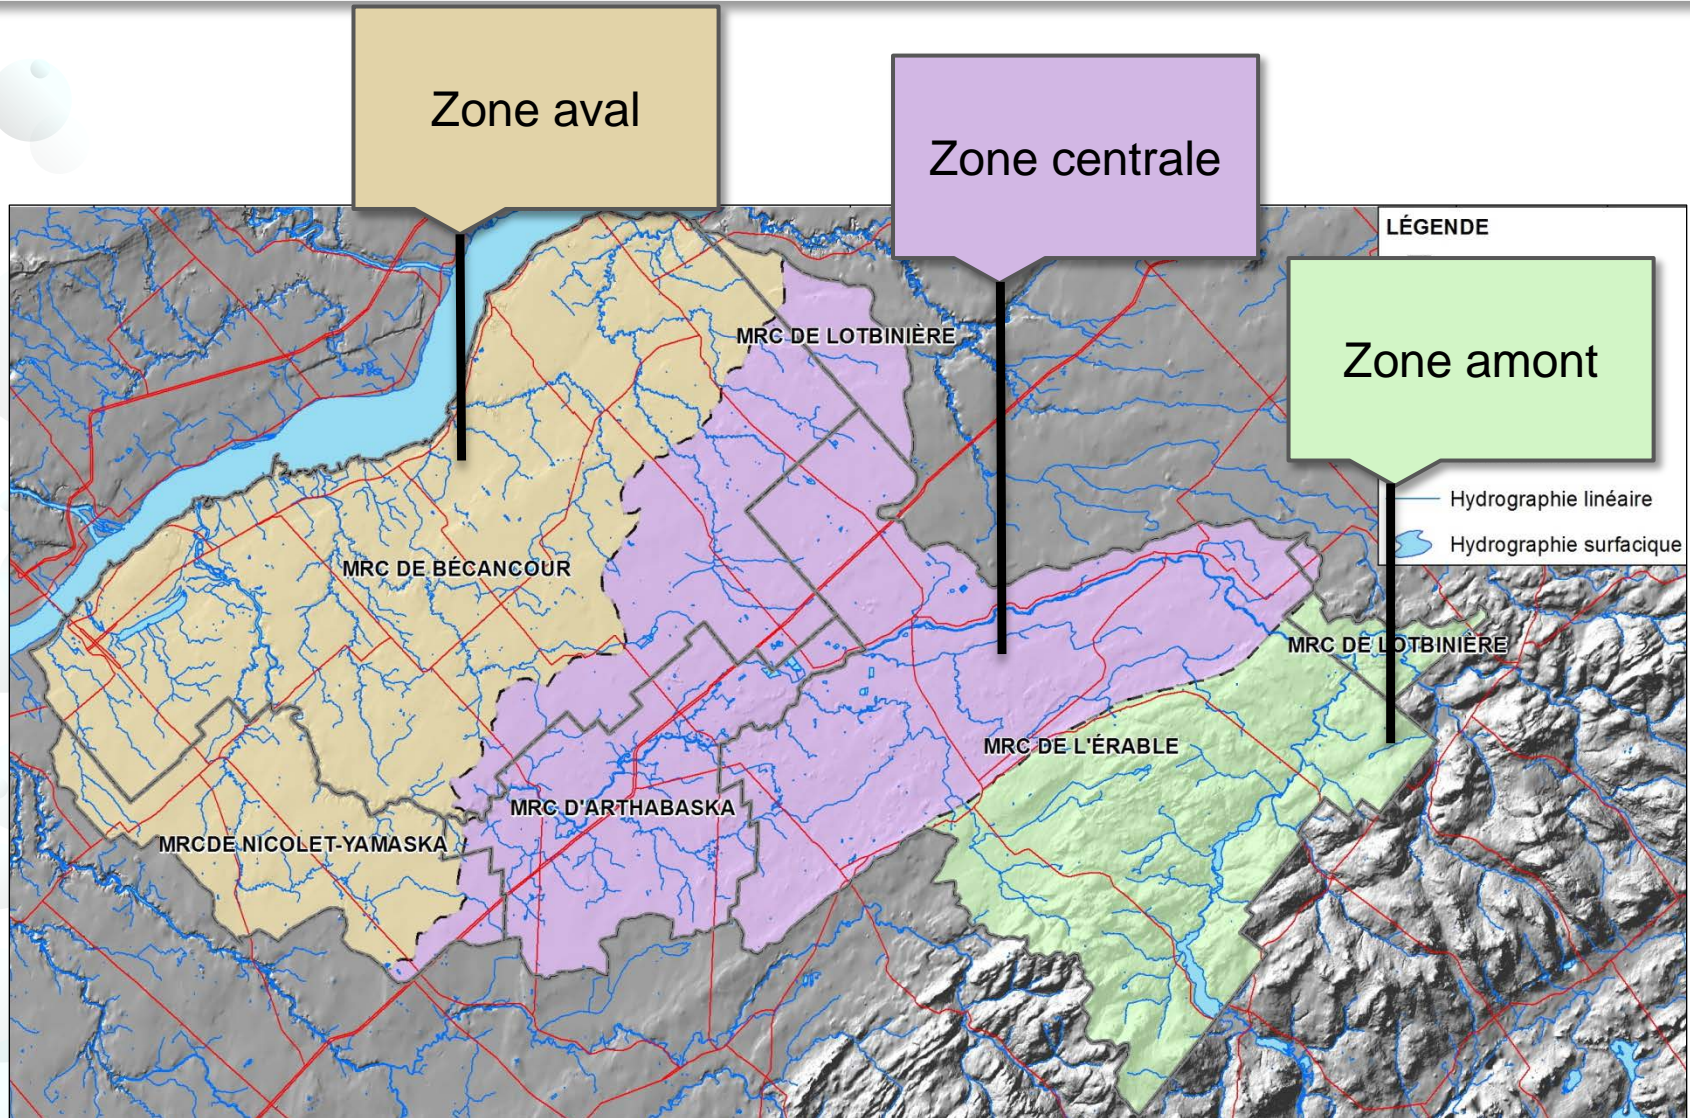 Zone aval
Zone centrale
LÉGENDE
Zone amont
MRC DE LOTBINIÈRE
Hydrographie linéaire
Hydrographie surfacique
MRC DE BÉCANCOUR
MRC DE LOTBINIÈRE
MRC DE L'ÉRABLE
MRC D'ARTHABASKA
MRCDE NICOLET-YAMASKA